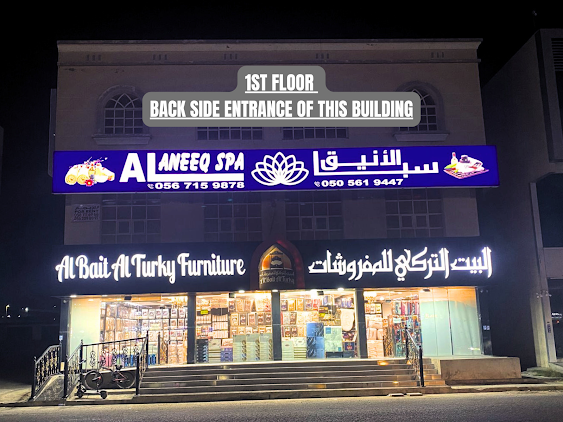 1ST FLOOR
BACK SIDE ENTRANCE OF THIS BUILDING
AL ANEEQ SPA
سبا الأنيق
056 715 9878
050 561 9447
Al Bait Al Turky Furniture
البيت التركي للمفروشات